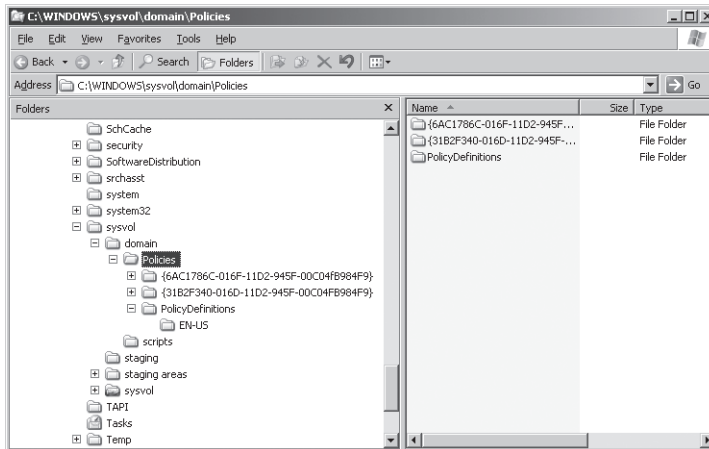 C:\WINDOWS\sysvol\domain\Policies
File Edit View Favorites Tools Help
Back Search Folders
Address C:\WINDOWS\sysvol\domain\Policies Go
Folders
SchCache
security
SoftwareDistribution
srchasst
system
system32
sysvol
domain
Policies
{6AC1786C-016F-11D2-945F-00C04fB984F9}
{31B2F340-016D-11D2-945F-00C04FB984F9}
PolicyDefinitions
EN-US
scripts
staging
staging areas
sysvol
TAPI
Tasks
Temp
Name Size Type
{6AC1786C-016F-11D2-945F... File Folder
{31B2F340-016D-11D2-945F-... File Folder
PolicyDefinitions File Folder